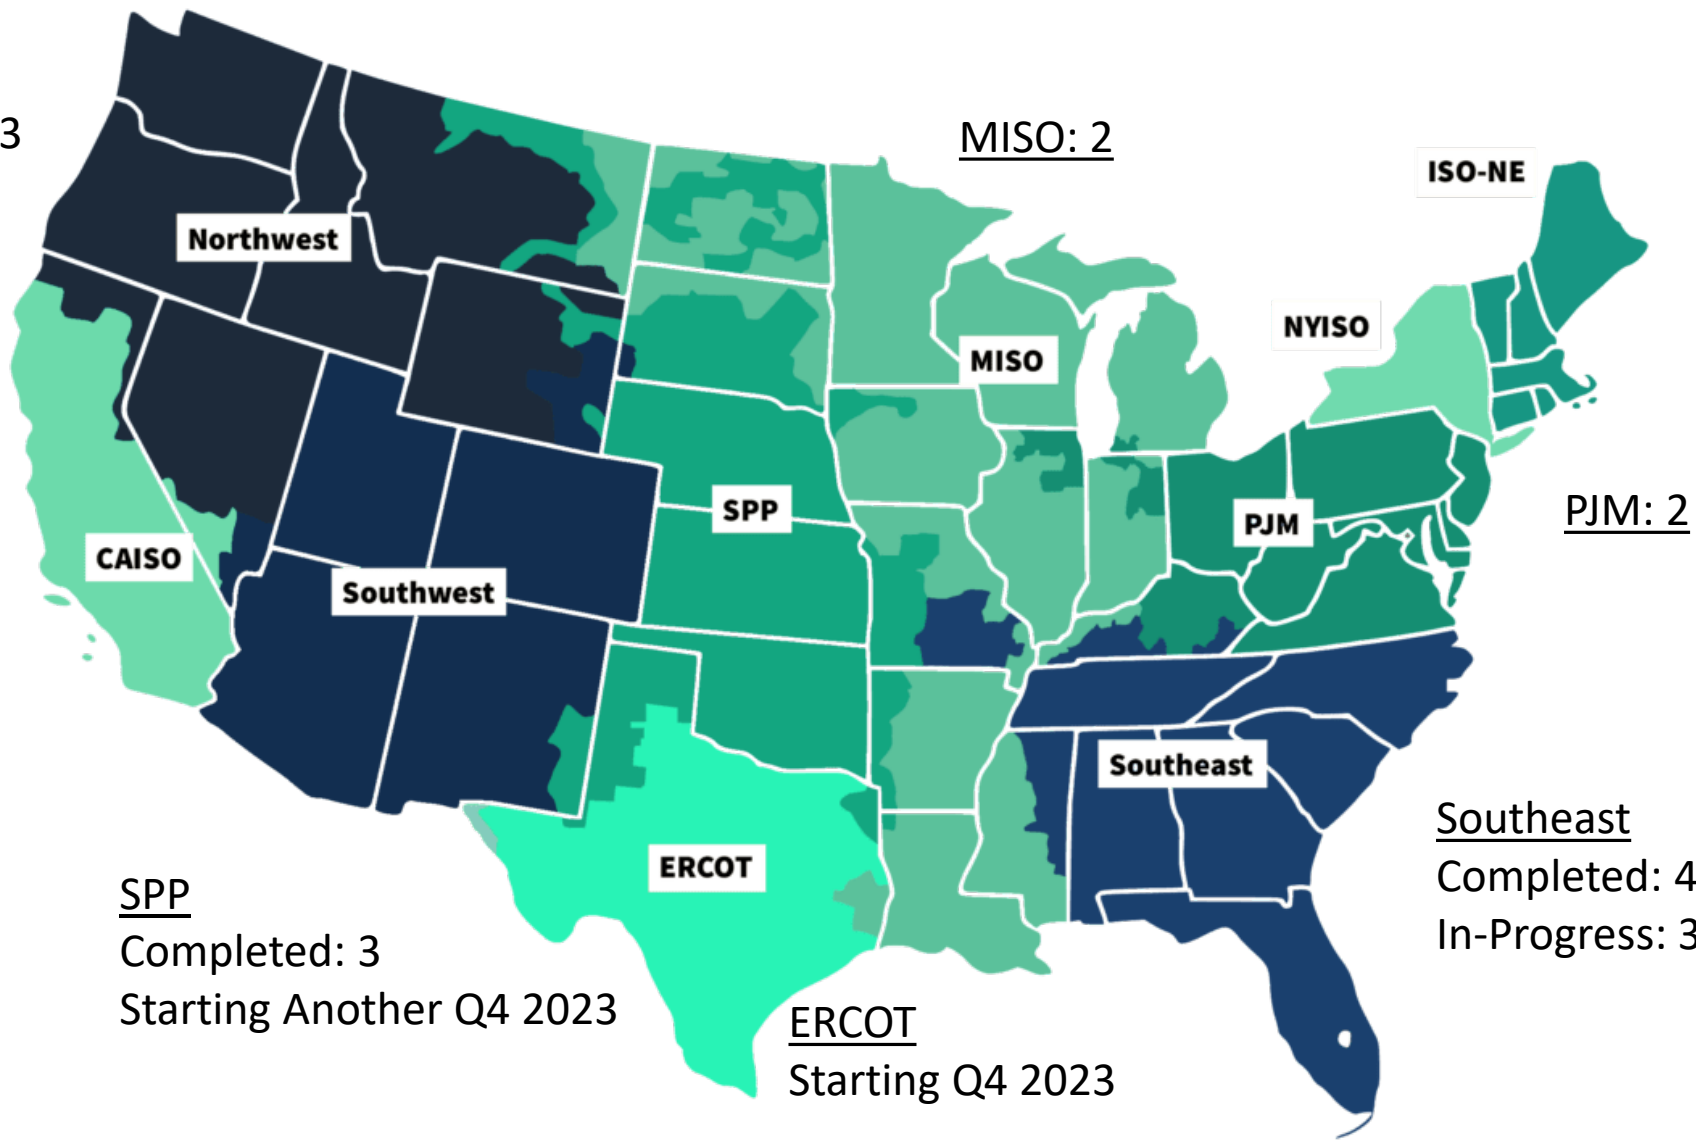 3
MISO: 2
ISO-NE
Northwest
NYISO
MISO
SPP
PJM: 2
PJM
CAISO
Southwest
Southeast
Southeast
Completed: 4
In-Progress: 3
ERCOT
SPP
Completed: 3
Starting Another Q4 2023
ERCOT
Starting Q4 2023